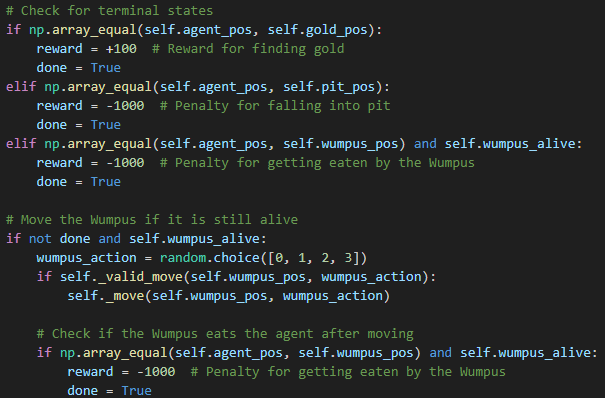 # Check for terminal states
if np.array_equal(self.agent_pos, self.gold_pos):
    reward = +100  # Reward for finding gold
    done = True
elif np.array_equal(self.agent_pos, self.pit_pos):
    reward = -1000  # Penalty for falling into pit
    done = True
elif np.array_equal(self.agent_pos, self.wumpus_pos) and self.wumpus_alive:
    reward = -1000  # Penalty for getting eaten by the Wumpus
    done = True

# Move the Wumpus if it is still alive
if not done and self.wumpus_alive:
    wumpus_action = random.choice([0, 1, 2, 3])
    if self._valid_move(self.wumpus_pos, wumpus_action):
        self._move(self.wumpus_pos, wumpus_action)

    # Check if the Wumpus eats the agent after moving
    if np.array_equal(self.agent_pos, self.wumpus_pos) and self.wumpus_alive:
        reward = -1000  # Penalty for getting eaten by the Wumpus
        done = True